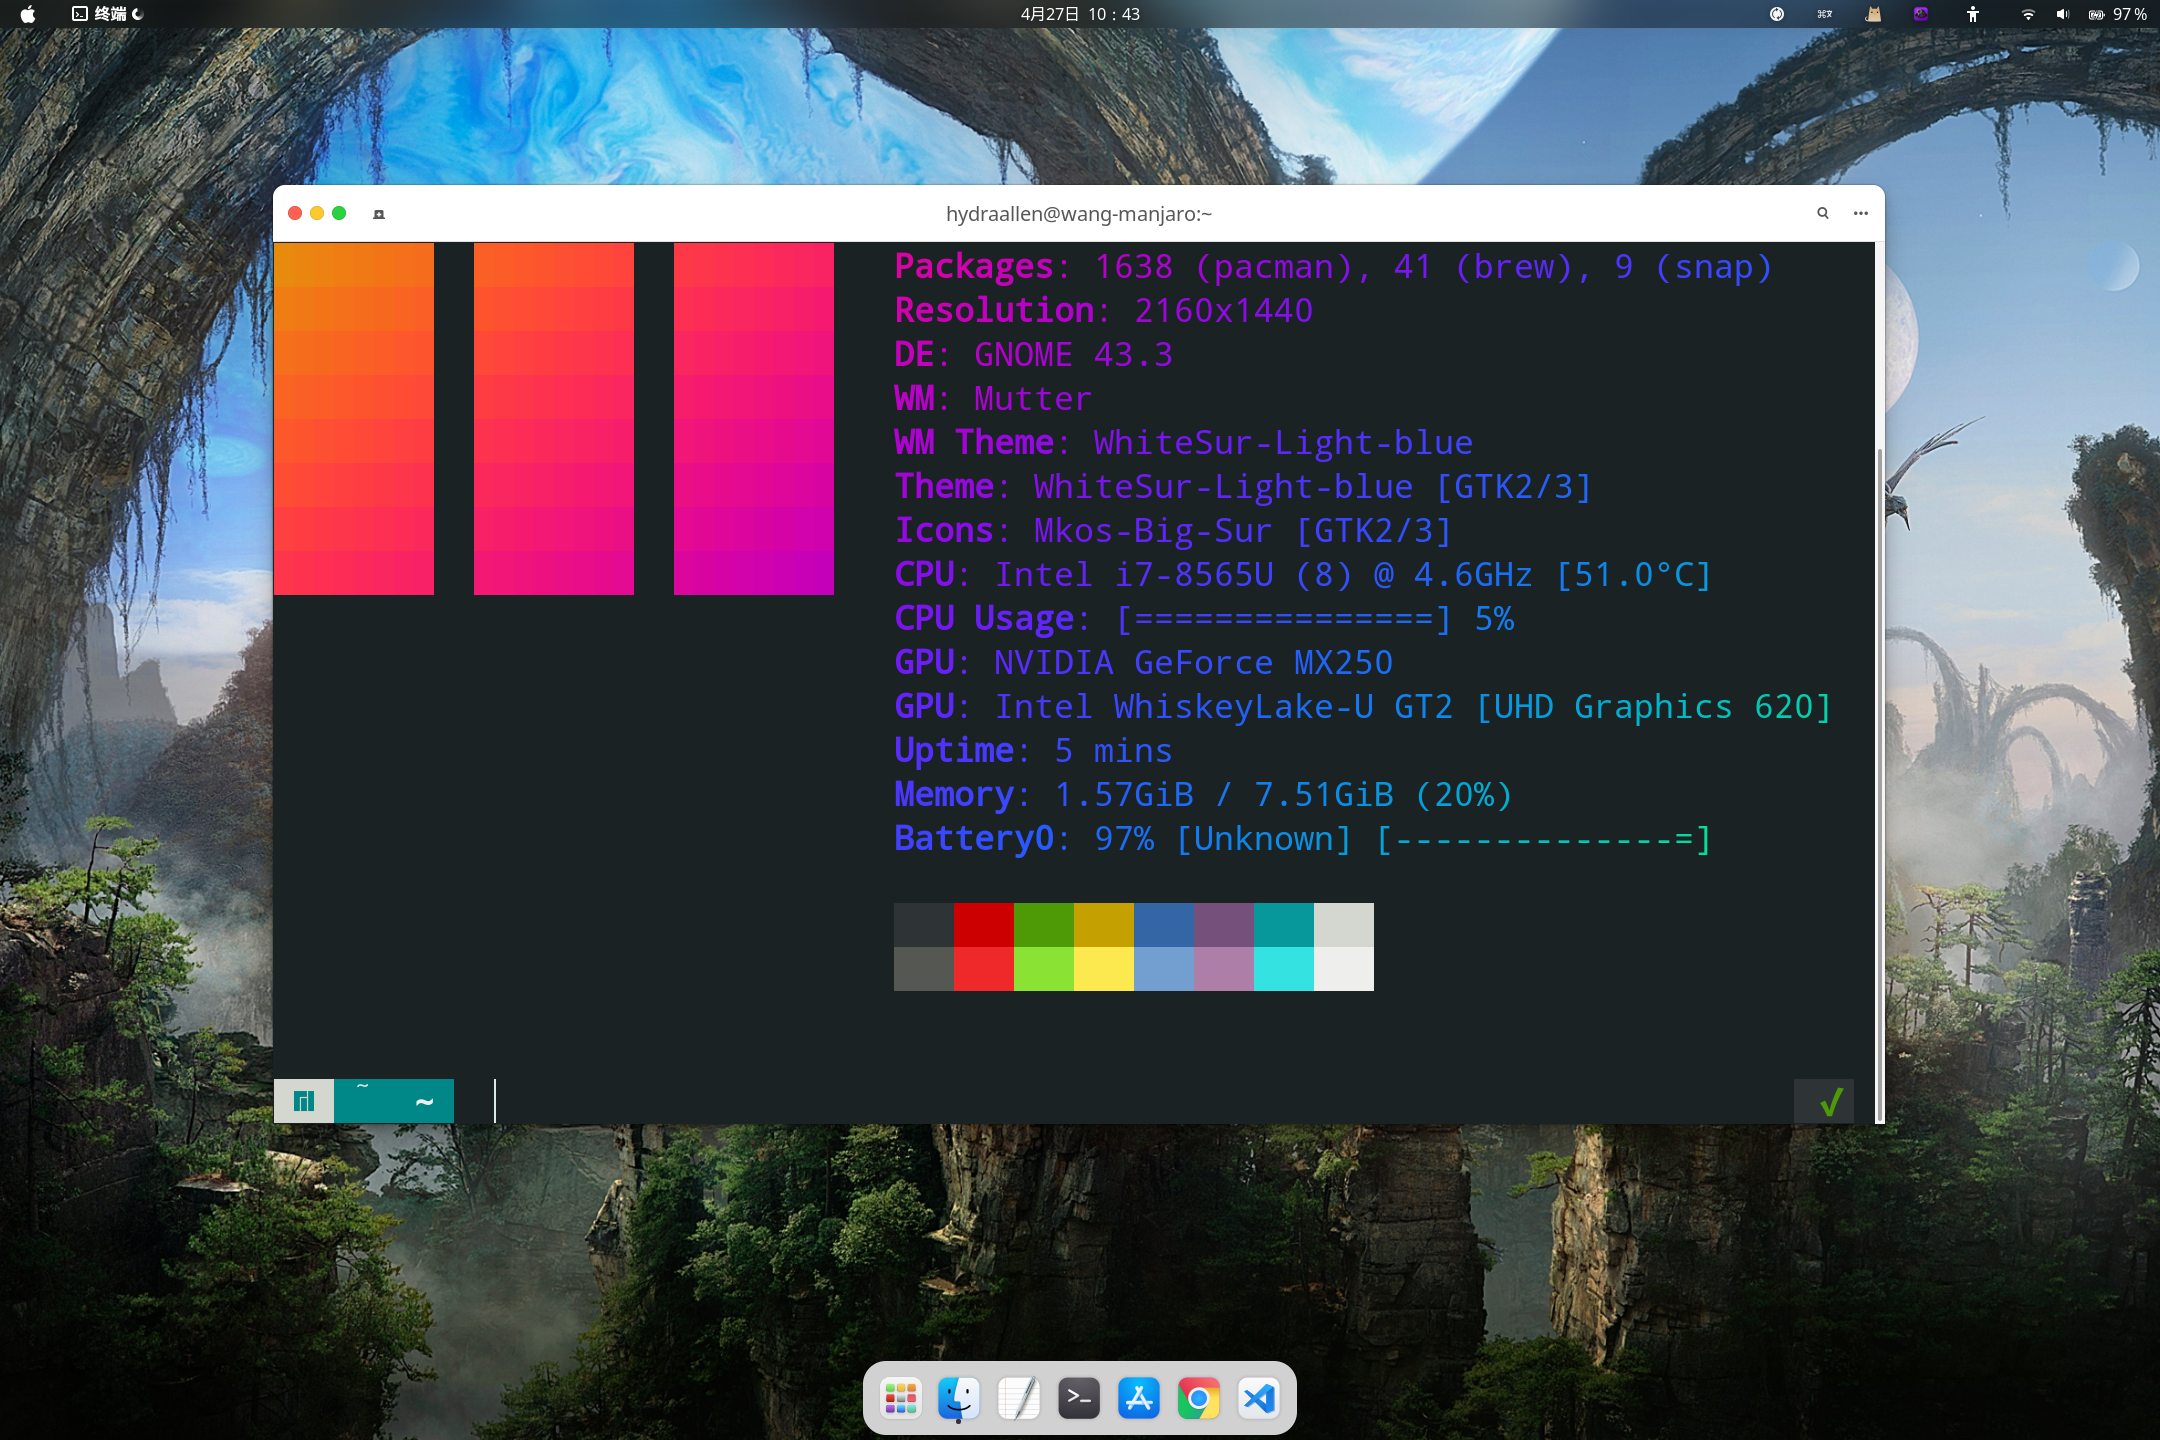 终端
4月27日 10：43
97%
hydraallen@wang-manjaro:~
Packages: 1638 (pacman), 41 (brew), 9 (snap)
Resolution: 2160x1440
DE: GNOME 43.3
WM: Mutter
WM Theme: WhiteSur-Light-blue
Theme: WhiteSur-Light-blue [GTK2/3]
Icons: Mkos-Big-Sur [GTK2/3]
CPU: Intel i7-8565U (8) @ 4.6GHz [51.0°C]
CPU Usage: [===============] 5%
GPU: NVIDIA GeForce MX250
GPU: Intel WhiskeyLake-U GT2 [UHD Graphics 620]
Uptime: 5 mins
Memory: 1.57GiB / 7.51GiB (20%)
Battery0: 97% [Unknown] [--------------=]
~ ~ ✓